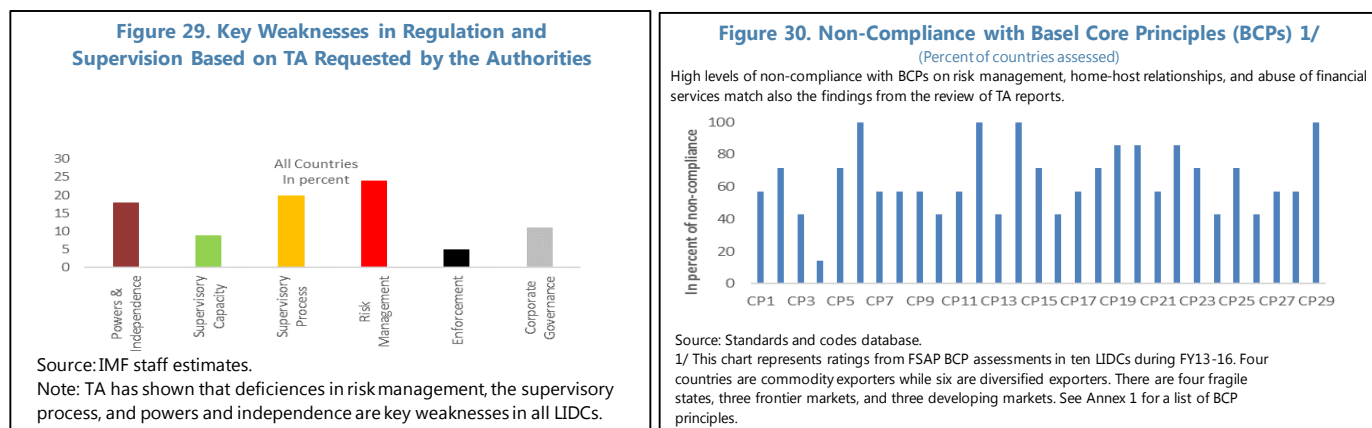 Figure 29. Key Weaknesses in Regulation and
Supervision Based on TA Requested by the Authorities
All Countries
In percent
30
25
20
15
10
5
0
Powers &
Independence
Supervisory
Capacity
Supervisory
Process
Risk
Management
Enforcement
Corporate
Governance
Source: IMF staff estimates.
Note: TA has shown that deficiences in risk management, the supervisory
process, and powers and independence are key weaknesses in all LIDCs.
Figure 30. Non-Compliance with Basel Core Principles (BCPs) 1/
(Percent of countries assessed)
High levels of non-compliance with BCPs on risk management, home-host relationships, and abuse of financial
services match also the findings from the review of TA reports.
In percent of non-compliance
100
80
60
40
20
0
CP1 CP3 CP5 CP7 CP9 CP11 CP13 CP15 CP17 CP19 CP21 CP23 CP25 CP27 CP29
Source: Standards and codes database.
1/ This chart represents ratings from FSAP BCP assessments in ten LIDCs during FY13-16. Four
countries are commodity exporters while six are diversified exporters. There are four fragile
states, three frontier markets, and three developing markets. See Annex 1 for a list of BCP
principles.